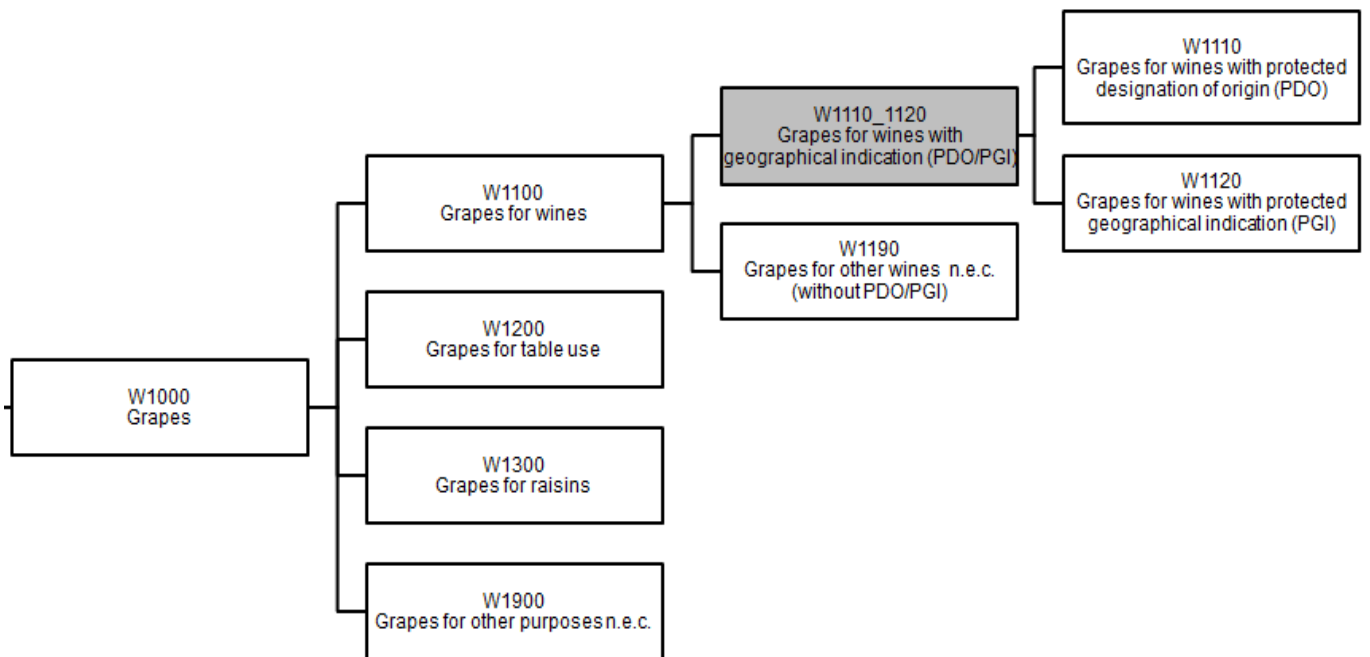 W1000
Grapes
W1100
Grapes for wines
W1200
Grapes for table use
W1300
Grapes for raisins
W1900
Grapes for other purposes n.e.c.
W1110_1120
Grapes for wines with
geographical indication (PDO/PGI)
W1190
Grapes for other wines n.e.c.
(without PDO/PGI)
W1110
Grapes for wines with protected
designation of origin (PDO)
W1120
Grapes for wines with protected
geographical indication (PGI)